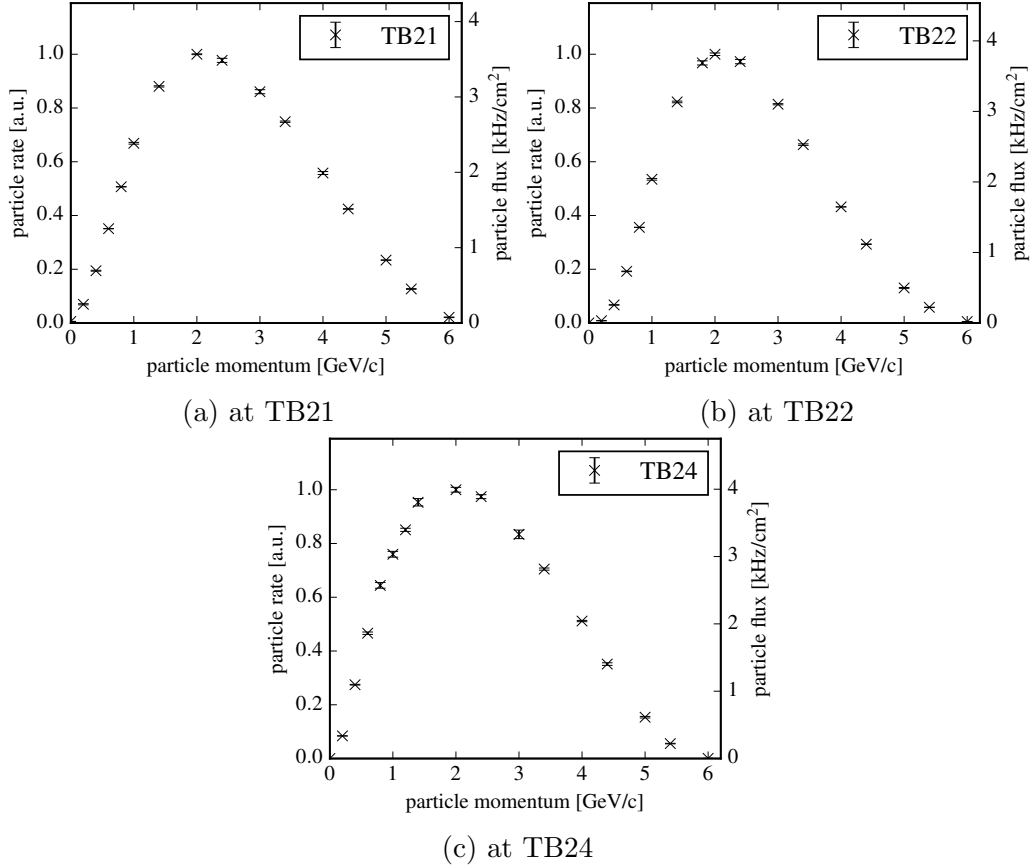 TB21
particle rate [a.u.]
1.0
0.8
0.6
0.4
0.2
0.0
4
3
2
1
0
particle flux [kHz/cm²]
0 1 2 3 4 5 6
particle momentum [GeV/c]
(a) at TB21
TB22
particle rate [a.u.]
1.0
0.8
0.6
0.4
0.2
0.0
4
3
2
1
0
particle flux [kHz/cm²]
0 1 2 3 4 5 6
particle momentum [GeV/c]
(b) at TB22
TB24
particle rate [a.u.]
1.0
0.8
0.6
0.4
0.2
0.0
4
3
2
1
0
particle flux [kHz/cm²]
0 1 2 3 4 5 6
particle momentum [GeV/c]
(c) at TB24